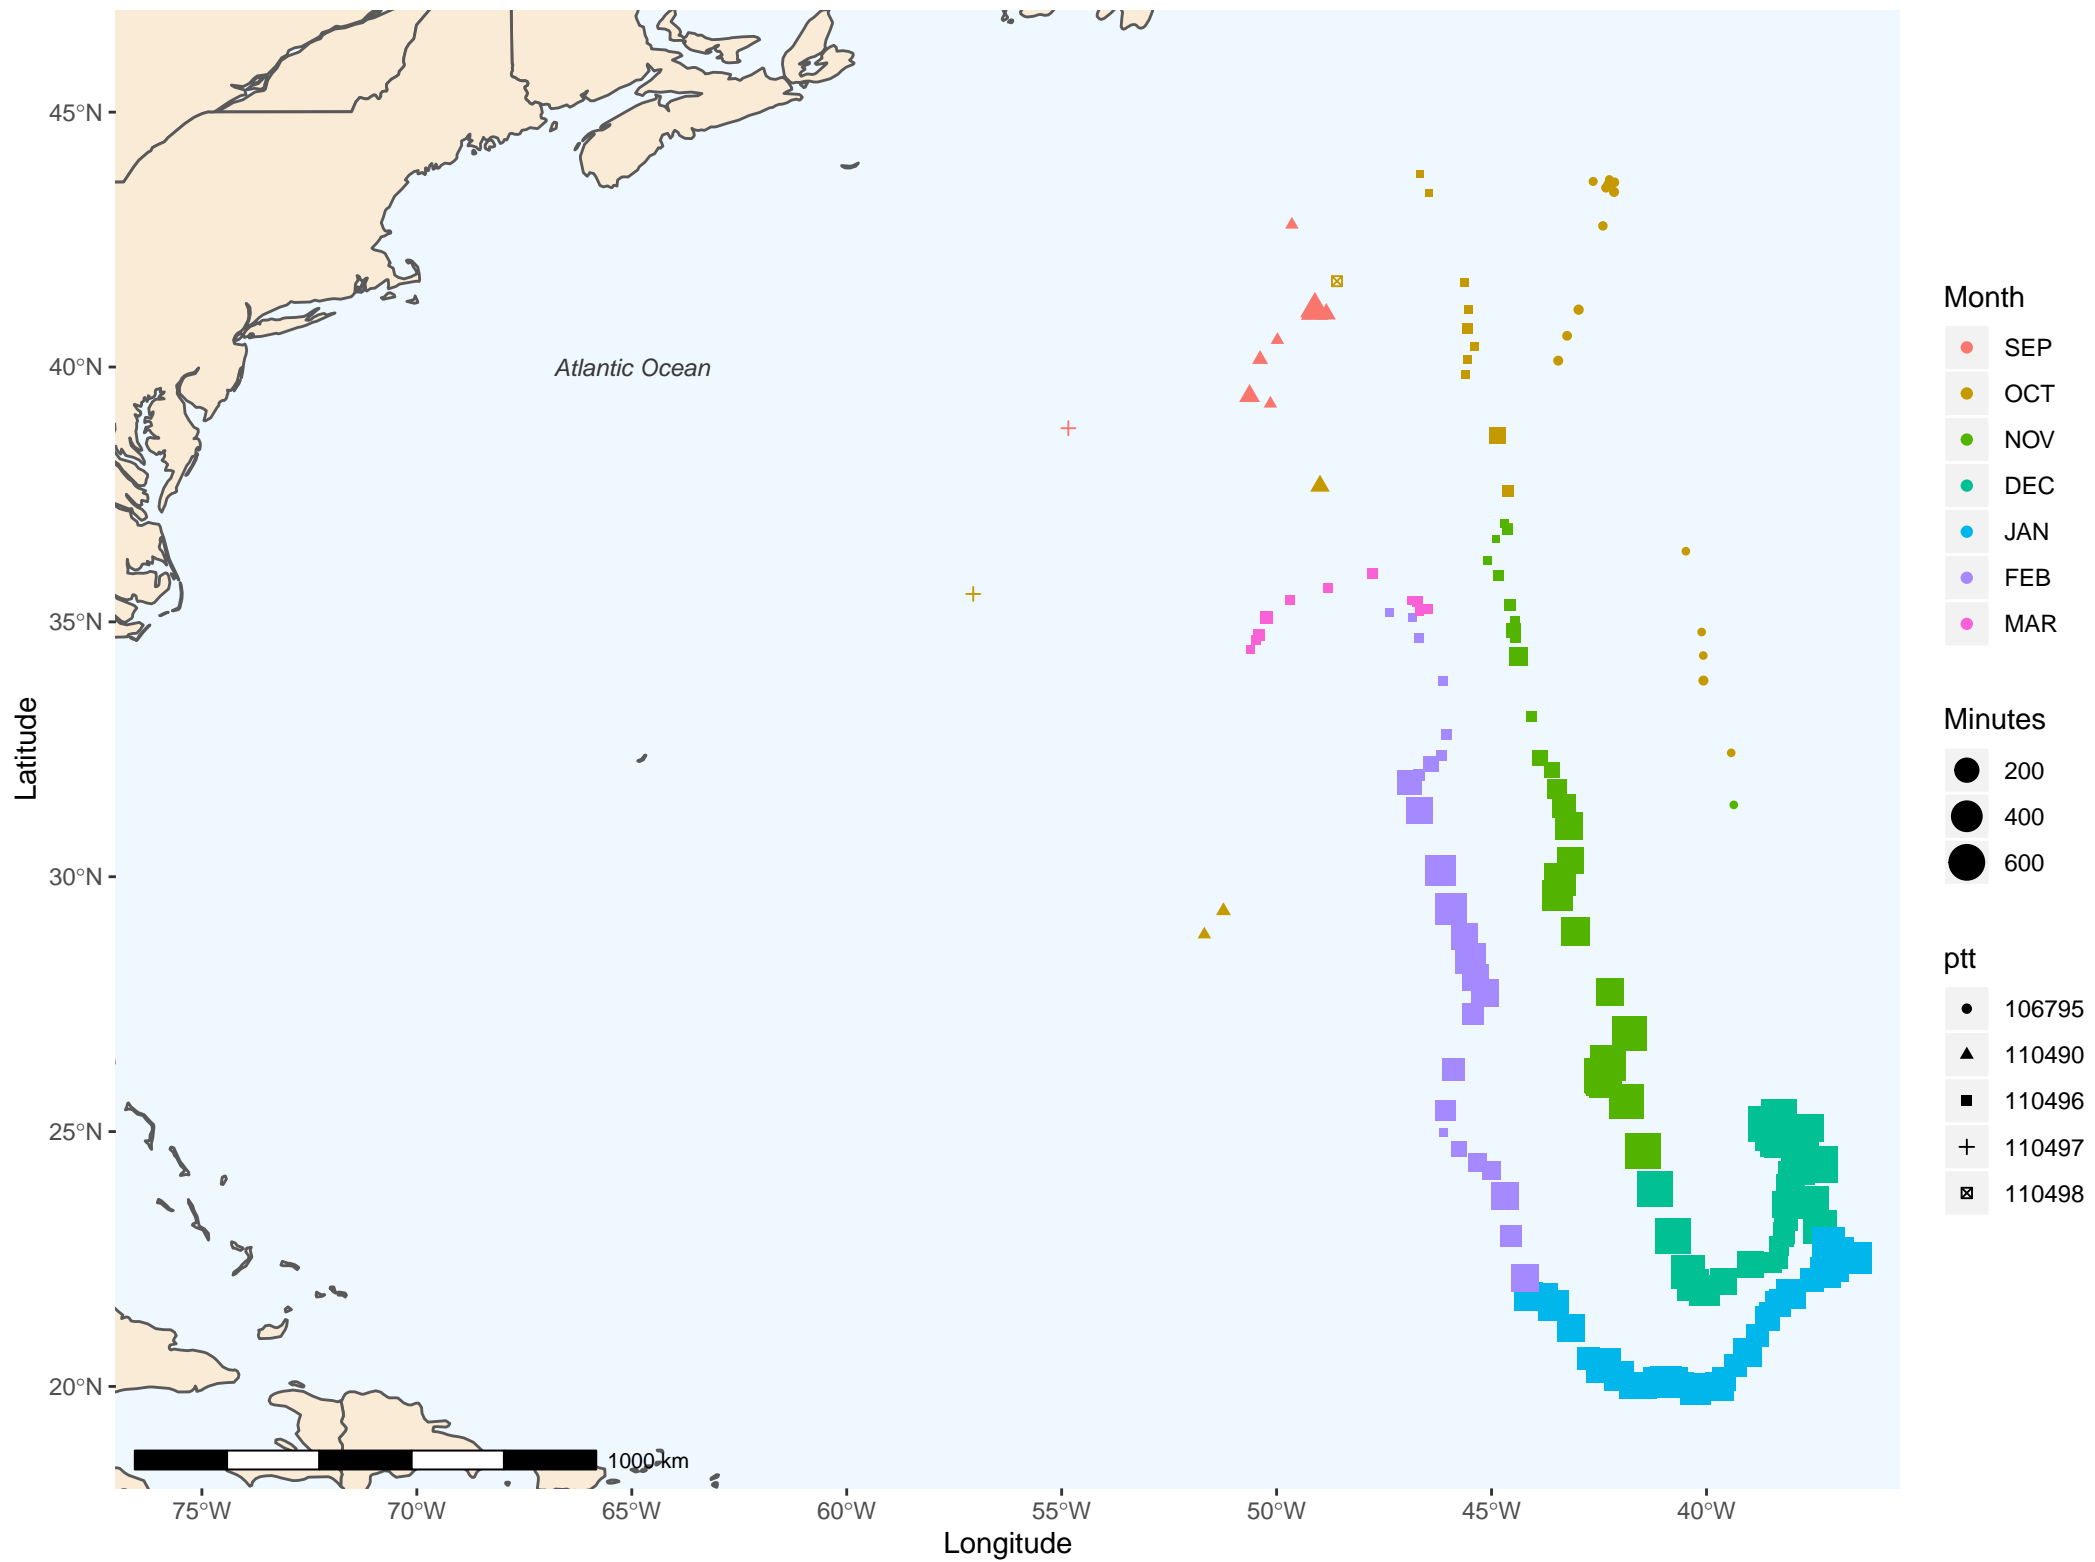 45°N
40°N
35°N
30°N
25°N
20°N
Latitude
Atlantic Ocean
1000 km
75°W
70°W
65°W
60°W
55°W
50°W
45°W
40°W
Longitude
Month
SEP
OCT
NOV
DEC
JAN
FEB
MAR
Minutes
200
400
600
ptt
106795
110490
110496
110497
110498